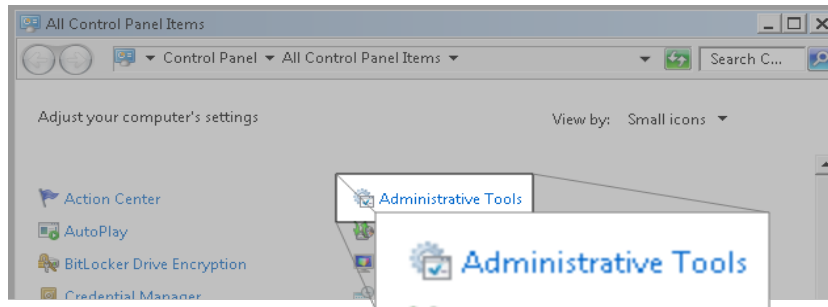 All Control Panel Items
Control Panel All Control Panel Items Search C...
Adjust your computer's settings View by: Small icons
Action Center Administrative Tools
AutoPlay
BitLocker Drive Encryption Administrative Tools
Credential Manager